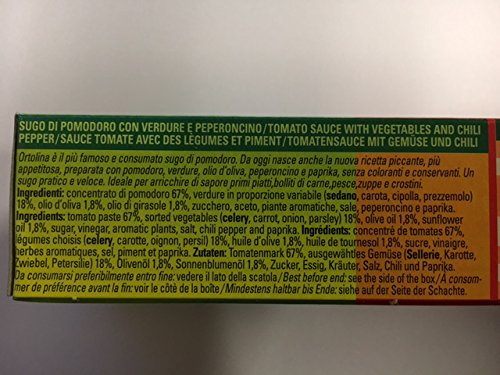 SUGO DI POMODORO CON VERDURE E PEPERONCINO/TOMATO SAUCE WITH VEGETABLES AND CHILI
PEPPER/SAUCE TOMATE AVEC DES LÉGUMES ET PIMENT/TOMATENSAUCE MIT GEMÜSE UND CHILI
Ortolina è il più famoso e consumato sugo di pomodoro. Da oggi nasce anche la nuova ricetta piccante, più
appetitosa, preparata con pomodoro, verdure, olio d'oliva, peperoncino e paprika, senza coloranti e conservanti. Un
sugo pratico e veloce. Ideale per arricchire di sapore primi piatti,bolliti di carne,pesce,zuppe e crostini.
Ingredienti: concentrato di pomodoro 67%, verdure in proporzione variabile (sedano, carota, cipolla, prezzemolo)
18%, olio d'oliva 1,8%, olio di girasole 1,8%, zucchero, aceto, piante aromatiche, sale, peperoncino e paprika.
Ingredients: tomato paste 67%, sorted vegetables (celery, carrot, onion, parsley) 18%, olive oil 1,8%, sunflower
oil 1,8%, sugar, vinegar, aromatic plants, salt, chili pepper and paprika. Ingrédients: concentré de tomates 67%,
légumes choisis (celery, carotte, oignon, persil) 18%, huile d'olive 1,8%, huile de tournesol 1,8%, sucre, vinaigre,
herbes aromatiques, sel, piment et paprika. Zutaten: Tomatenmark 67%, ausgewähltes Gemüse (Sellerie, Karotte,
Zwiebel, Petersilie) 18%, Olivenöl 1,8%, Sonnenblumenöl 1,8%, Zucker, Essig, Kräuter, Salz, Chili und Paprika.
Da consumarsi preferibilmente entro fine: vedere il lato della scatola/Best before end: see the side of the box/A consom-
mer de préférence avant la fin: voir le côté de la boîte/Mindestens haltbar bis Ende: siehe auf der Seite der Schachte.